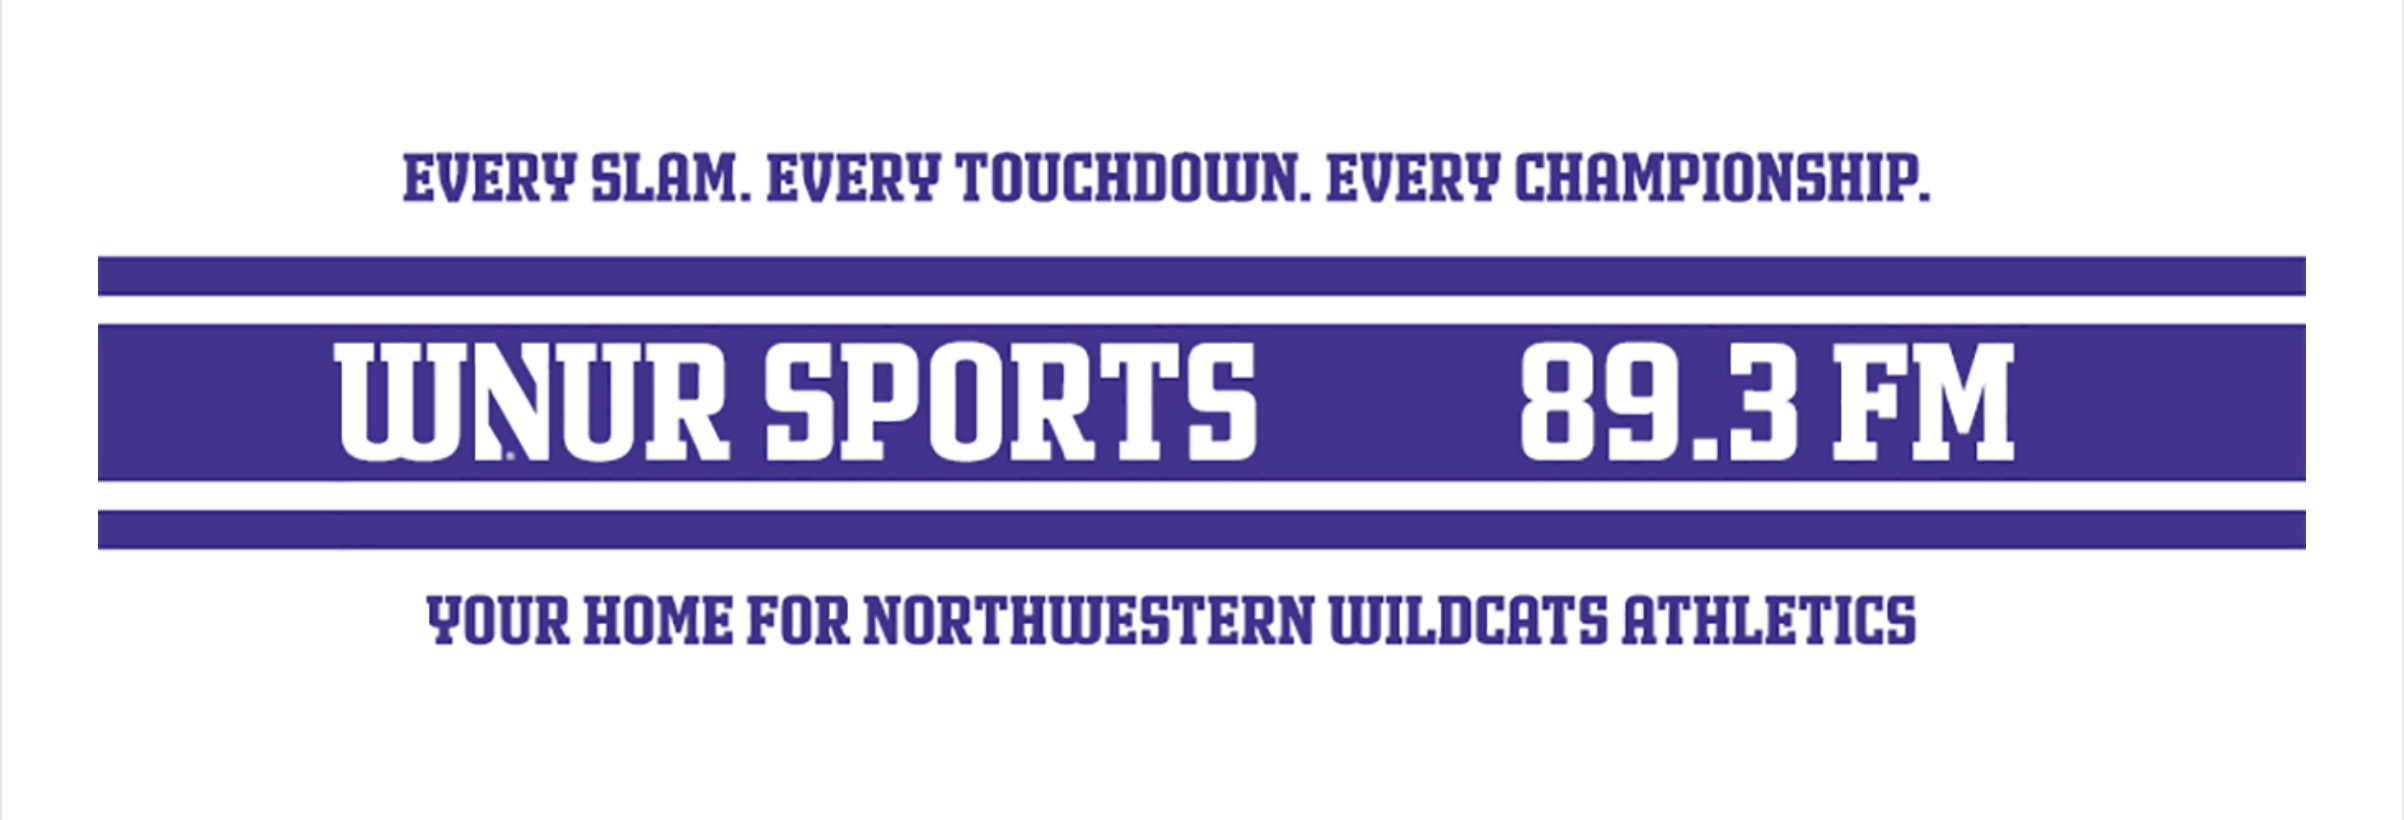 EVERY SLAM. EVERY TOUCHDOWN. EVERY CHAMPIONSHIP.
WNUR SPORTS 89.3 FM
YOUR HOME FOR NORTHWESTERN WILDCATS ATHLETICS